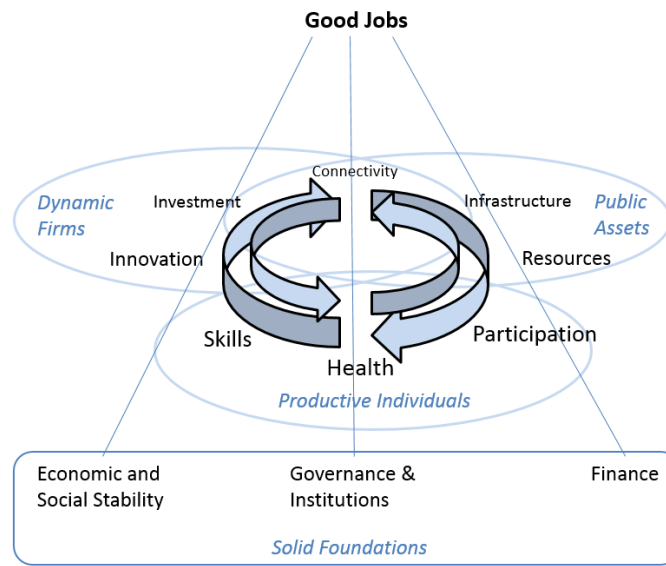 Good Jobs
Connectivity
Dynamic
Firms
Investment
Infrastructure
Public
Assets
Innovation
Resources
Skills
Participation
Health
Productive Individuals
Economic and
Social Stability
Governance &
Institutions
Finance
Solid Foundations